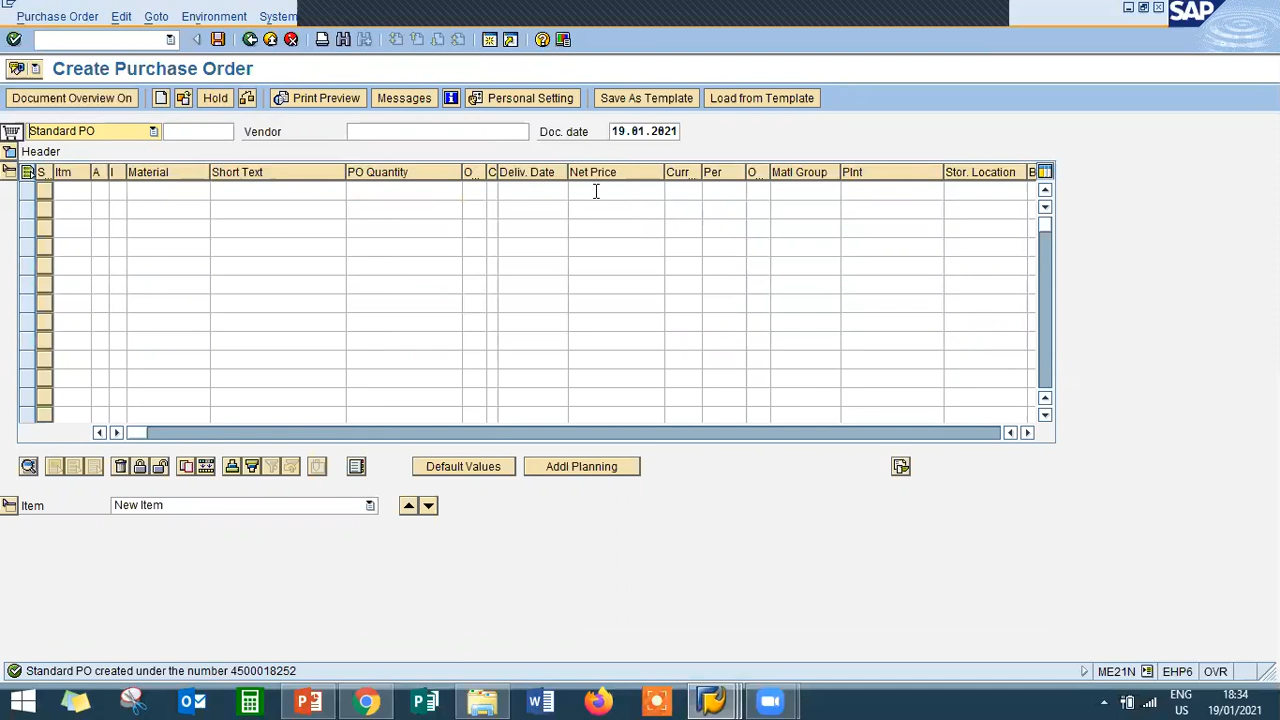 Purchase Order Edit Goto Environment System
SAP
Create Purchase Order
Document Overview On Hold Print Preview Messages Personal Setting Save As Template Load from Template
Standard PO Vendor Doc. date 19.01.2021
Header
S... Itm A I Material Short Text PO Quantity O... C Deliv. Date Net Price Curr... Per O... Matl Group Plnt Stor. Location B
Default Values Addl Planning
Item New Item
Standard PO created under the number 4500018252 ME21N EHP6 OVR
ENG 18:34
US 19/01/2021